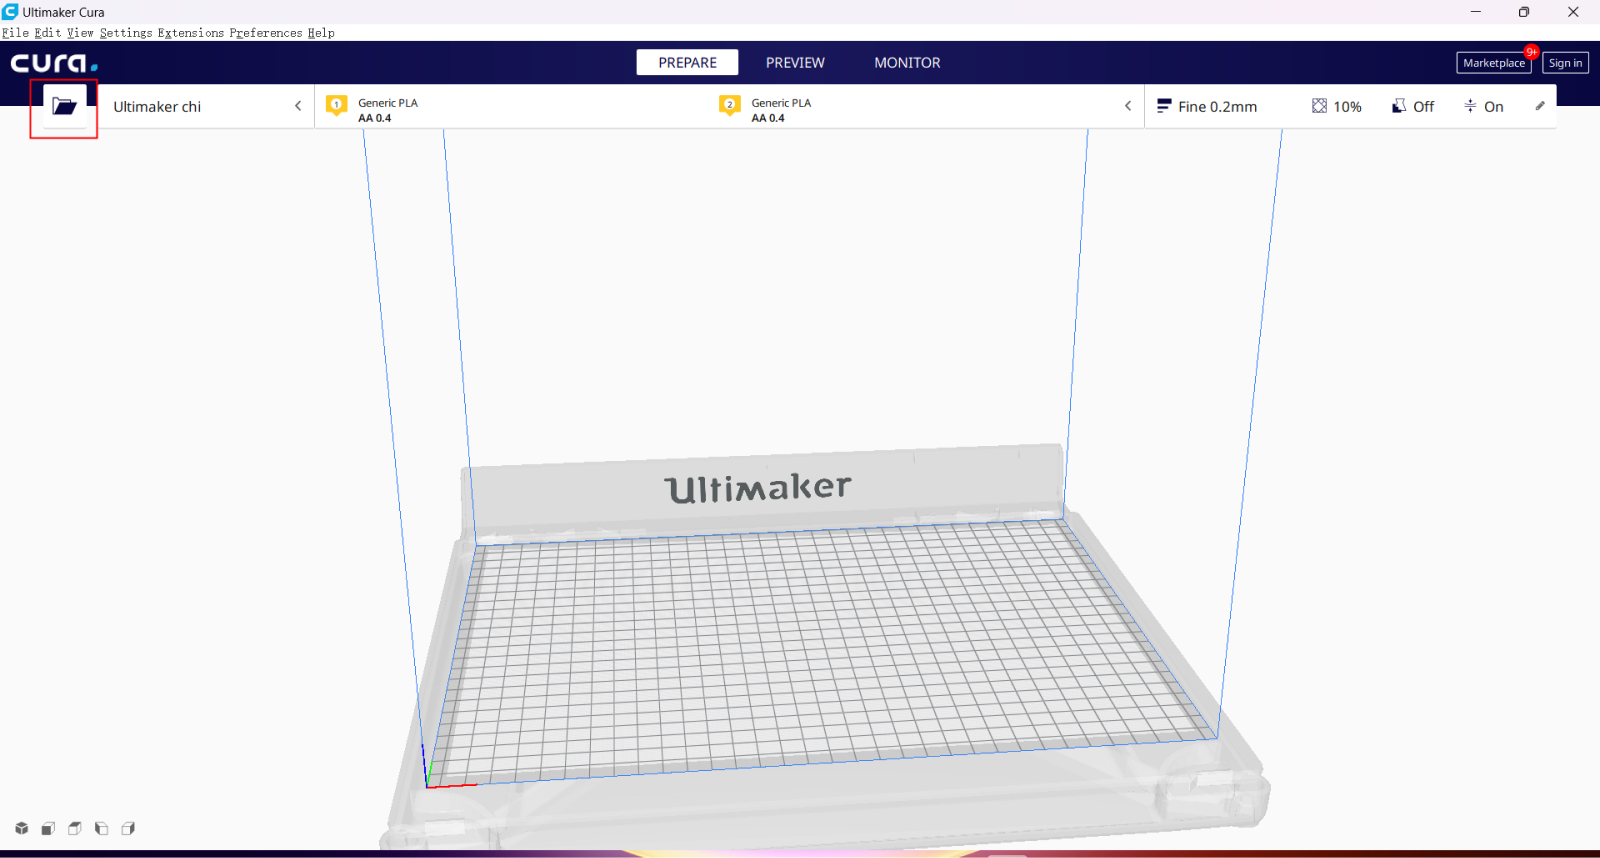 Ultimaker Cura
File Edit View Settings Extensions Preferences Help
cura.
PREPARE PREVIEW MONITOR
Marketplace 9+ Sign in
Ultimaker chi
1 Generic PLA
AA 0.4
2 Generic PLA
AA 0.4
Fine 0.2mm 10% Off On
Ultimaker